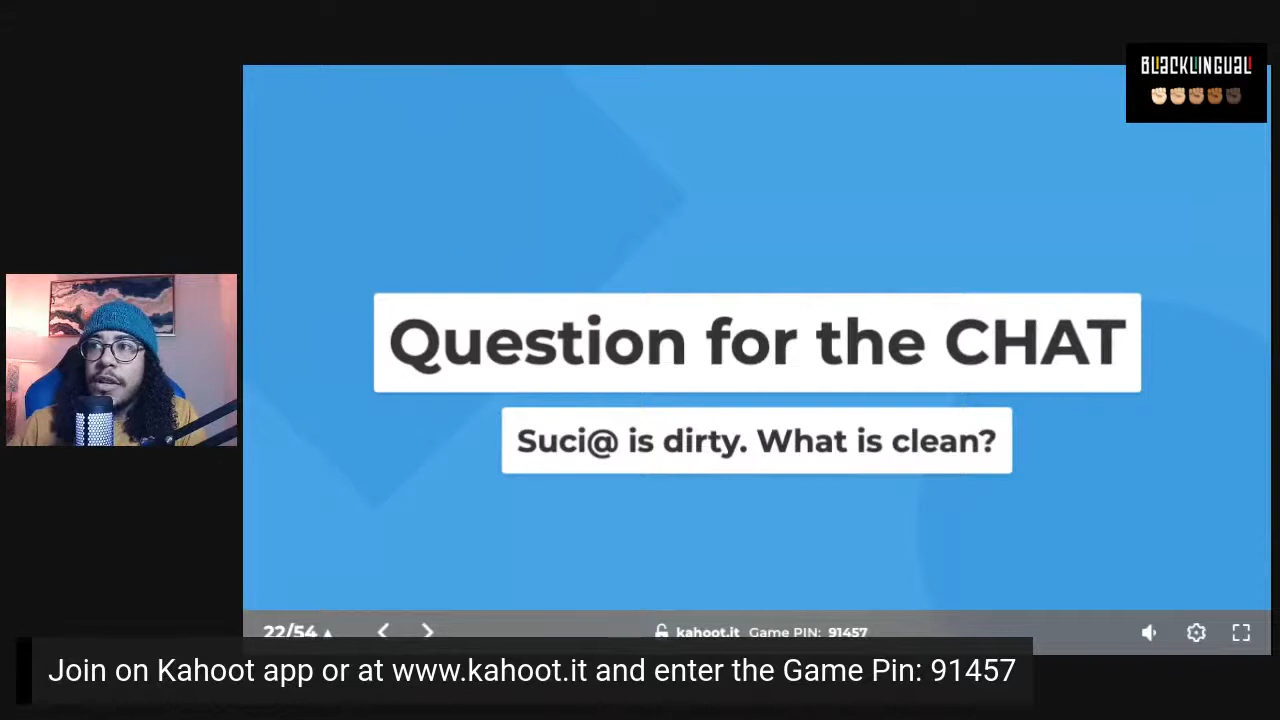 BLACKLINGUAL
Question for the CHAT
Suci@ is dirty. What is clean?
22/54
kahoot.it Game PIN: 91457
Join on Kahoot app or at www.kahoot.it and enter the Game Pin: 91457